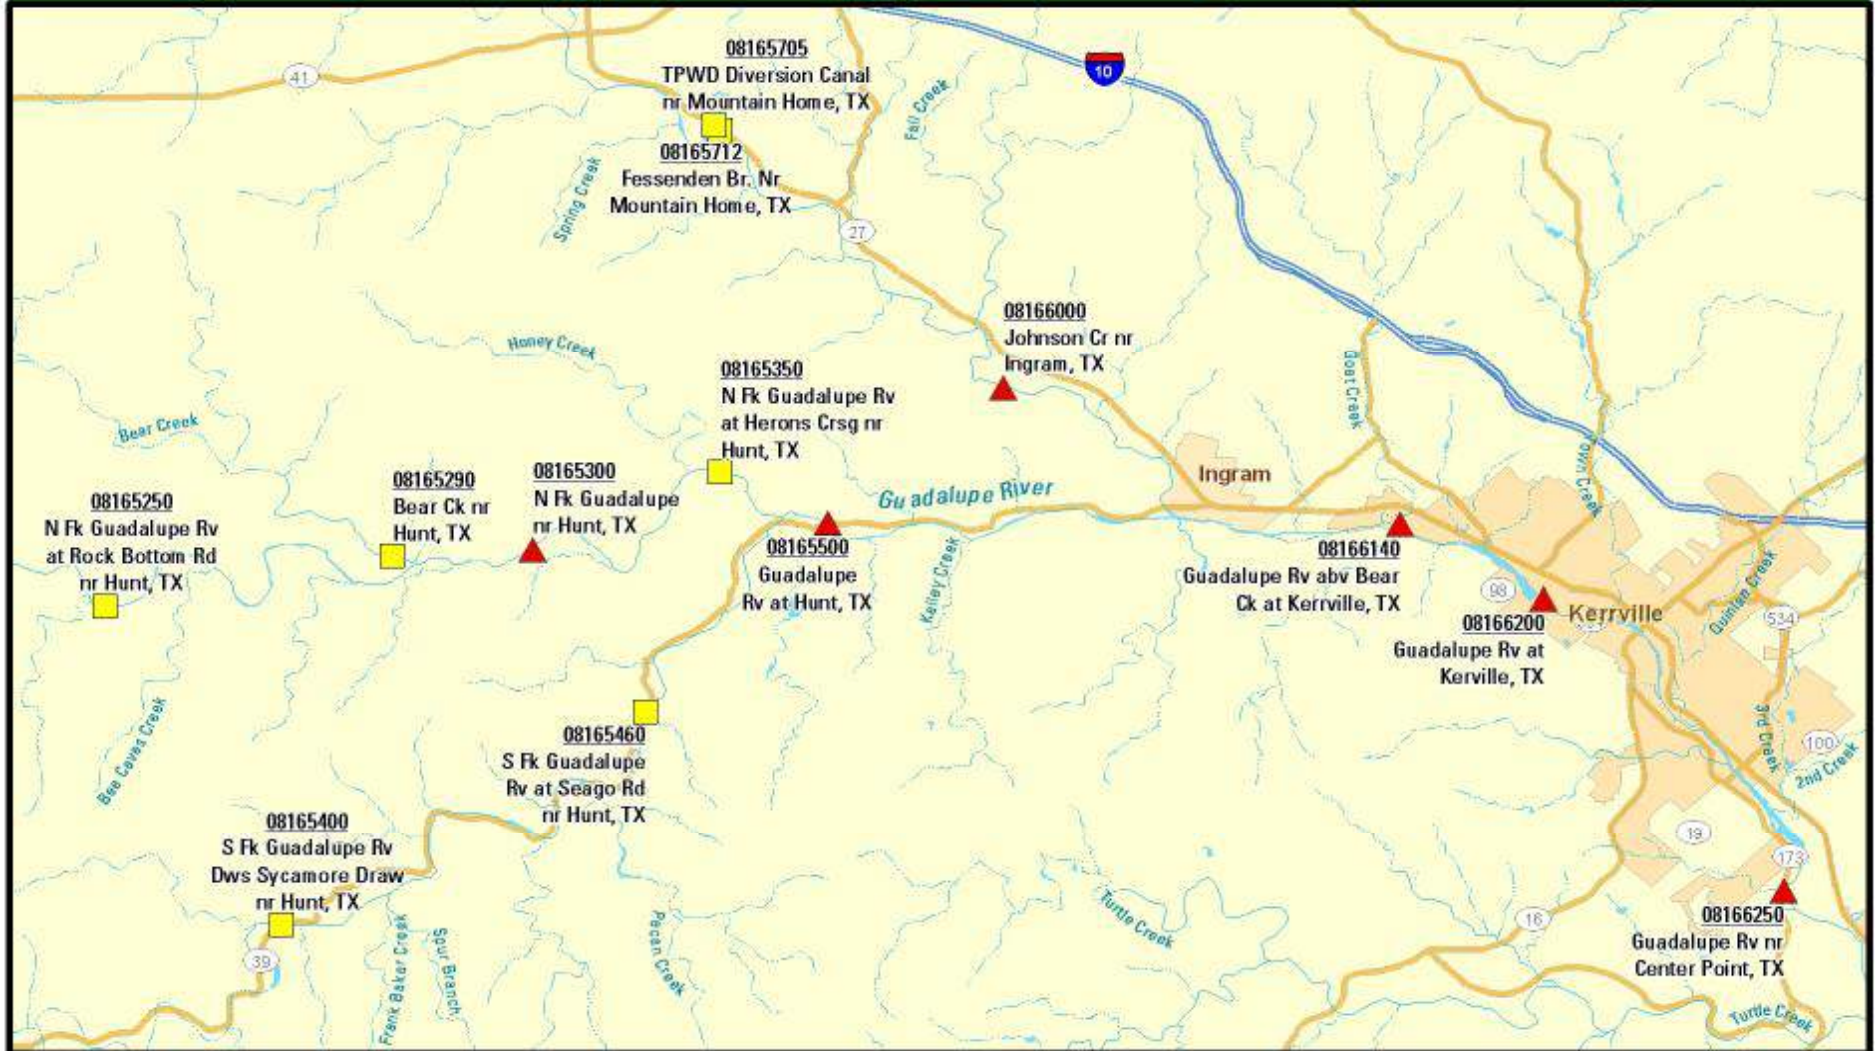 08165705
TPWD Diversion Canal
nr Mountain Home, TX
41
10
Fall Creek
08165712
Fessenden Br. Nr
Mountain Home, TX
Spring Creek
27
08166000
Johnson Cr nr
Ingram, TX
Honey Creek
08165350
N Fk Guadalupe Rv
at Herons Crsg nr
Hunt, TX
Goat Creek
Bear Creek
08165250
N Fk Guadalupe Rv
at Rock Bottom Rd
nr Hunt, TX
08165290
Bear Ck nr
Hunt, TX
08165300
N Fk Guadalupe
nr Hunt, TX
Guadalupe River
Ingram
Town Creek
08165500
Guadalupe
Rv at Hunt, TX
Kelley Creek
08166140
Guadalupe Rv abv Bear
Ck at Kerrville, TX
98
Kerrville
Quinlan Creek
534
08166200
Guadalupe Rv at
Kerville, TX
Bee Caves Creek
08165460
S Fk Guadalupe
Rv at Seago Rd
nr Hunt, TX
3rd Creek
100
2nd Creek
08165400
S Fk Guadalupe Rv
Dws Sycamore Draw
nr Hunt, TX
39
Frank Baker Creek
Spur Branch
Pecan Creek
Turtle Creek
19
173
16
08166250
Guadalupe Rv nr
Center Point, TX
Turtle Creek